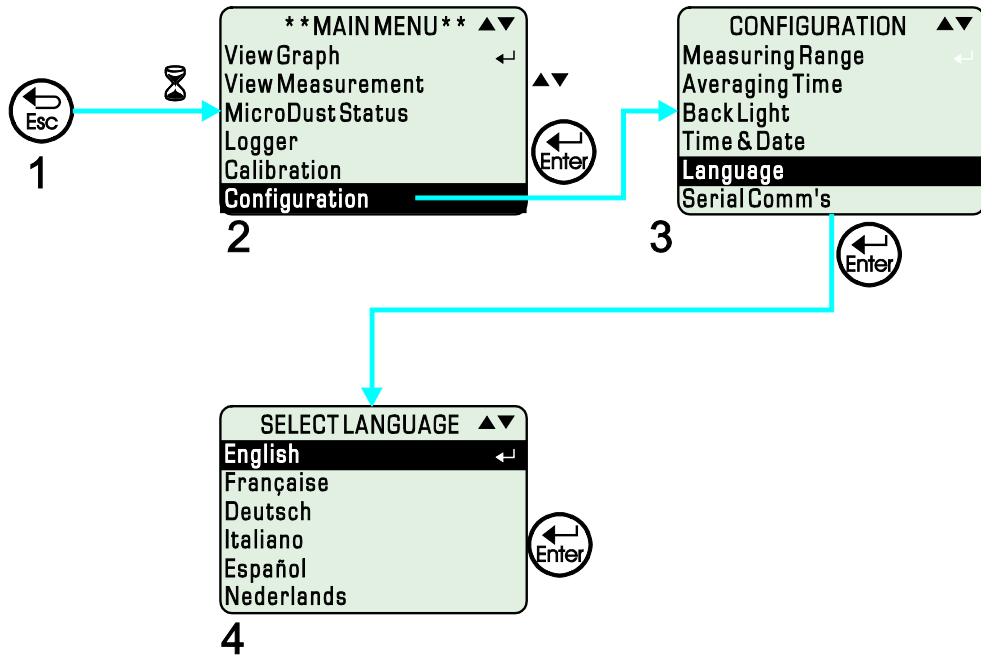 Esc
1
**MAIN MENU** ▲▼
View Graph ↵
View Measurement
MicroDust Status
Logger
Calibration
Configuration
2
▲▼
Enter
CONFIGURATION ▲▼
Measuring Range ↵
Averaging Time
Back Light
Time & Date
Language
Serial Comm's
3
Enter
SELECT LANGUAGE ▲▼
English ↵
Française
Deutsch
Italiano
Español
Nederlands
Enter
4